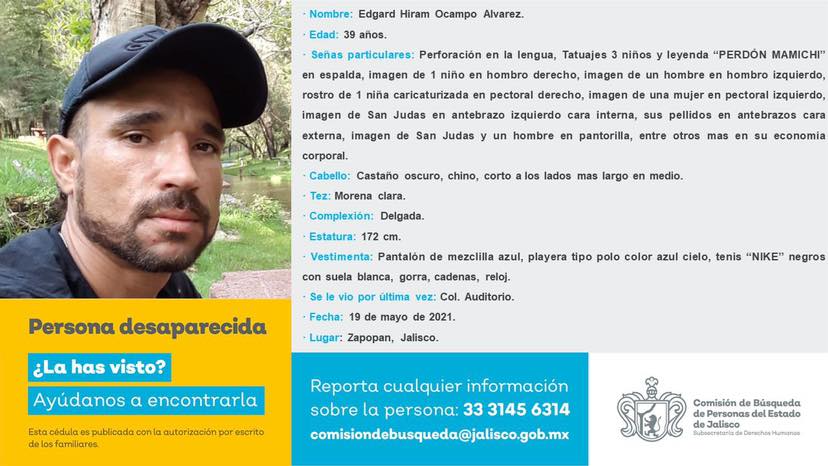 · Nombre: Edgard Hiram Ocampo Alvarez.
· Edad: 39 años.
· Señas particulares: Perforación en la lengua, Tatuajes 3 niños y leyenda “PERDÓN MAMICHI”
en espalda, imagen de 1 niño en hombro derecho, imagen de un hombre en hombro izquierdo,
rostro de 1 niña caricaturizada en pectoral derecho, imagen de una mujer en pectoral izquierdo,
imagen de San Judas en antebrazo izquierdo cara interna, sus pellidos en antebrazos cara
externa, imagen de San Judas y un hombre en pantorilla, entre otros mas en su economía
corporal.
· Cabello: Castaño oscuro, chino, corto a los lados mas largo en medio.
· Tez: Morena clara.
· Complexión: Delgada.
· Estatura: 172 cm.
· Vestimenta: Pantalón de mezclilla azul, playera tipo polo color azul cielo, tenis “NIKE” negros
con suela blanca, gorra, cadenas, reloj.
· Se le vio por última vez: Col. Auditorio.
· Fecha: 19 de mayo de 2021.
· Lugar: Zapopan, Jalisco.
Persona desaparecida
¿La has visto?
Ayúdanos a encontrarla
Esta cédula es publicada con la autorización por escrito
de los familiares.
Reporta cualquier información
sobre la persona: 33 3145 6314
comisiondebusqueda@jalisco.gob.mx
Comisión de Búsqueda
de Personas del Estado
de Jalisco
Subsecretaría de Derechos Humanos